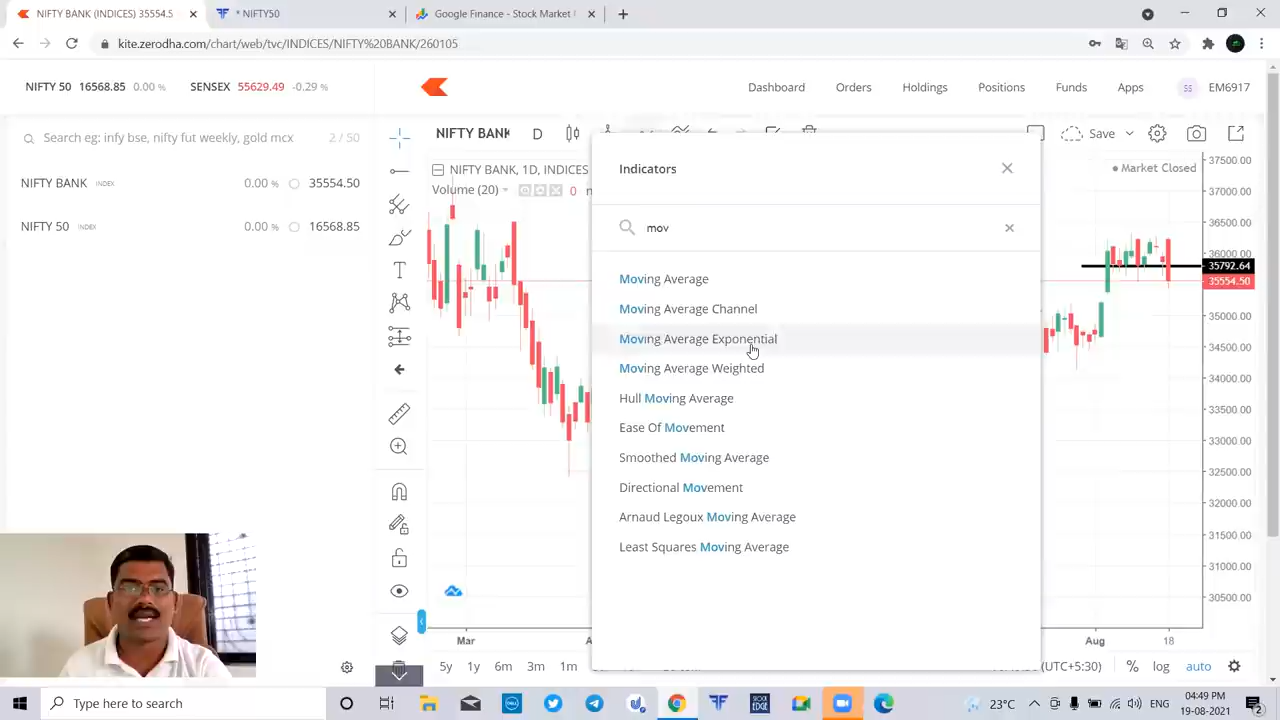 NIFTY BANK (INDICES) 35554.5
* NIFTY50
Google Finance - Stock Market
kite.zerodha.com/chart/web/tvc/INDICES/NIFTY%20BANK/260105
NIFTY 50 16568.85 0.00 % SENSEX 55629.49 -0.29 %
Dashboard Orders Holdings Positions Funds Apps SS EM6917
Search eg: infy bse, nifty fut weekly, gold mcx 2 / 50
NIFTY BANK INDEX 0.00 % 35554.50
NIFTY 50 INDEX 0.00 % 16568.85
NIFTY BANK D Save
NIFTY BANK, 1D, INDICES
Market Closed
Volume (20) 0
Indicators
mov
Moving Average
Moving Average Channel
Moving Average Exponential
Moving Average Weighted
Hull Moving Average
Ease Of Movement
Smoothed Moving Average
Directional Movement
Arnaud Legoux Moving Average
Least Squares Moving Average
37500.00
37000.00
36500.00
36000.00
35792.64
35554.50
35000.00
34500.00
34000.00
33500.00
33000.00
32500.00
32000.00
31500.00
31000.00
30500.00
Mar Aug 18
5y 1y 6m 3m 1m (UTC+5:30) % log auto
Type here to search
23°C ENG 04:49 PM
19-08-2021
2